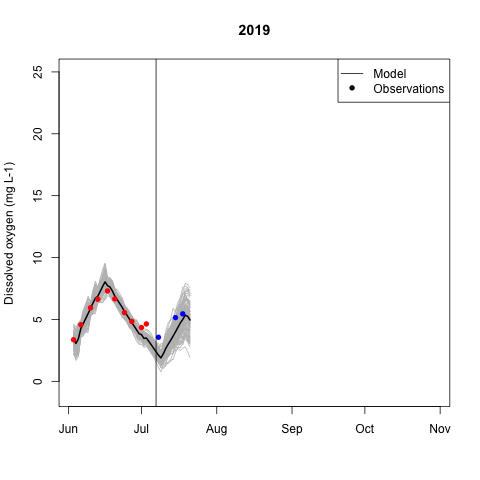 2019
Model
Observations
Dissolved oxygen (mg L-1)
25
20
15
10
5
0
Jun Jul Aug Sep Oct Nov